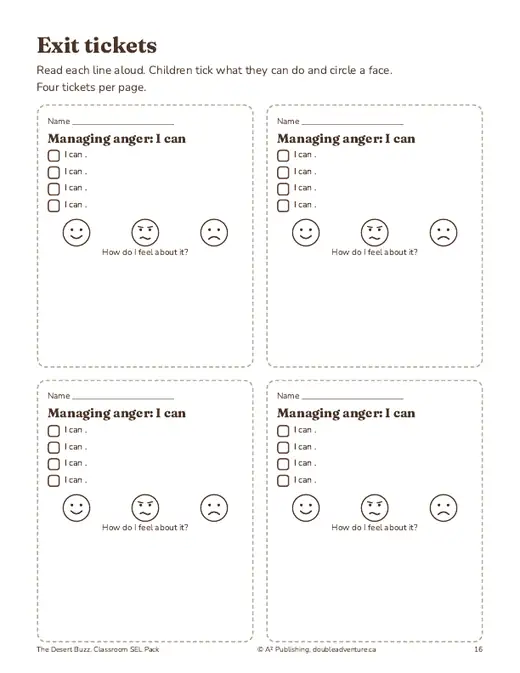 Exit tickets
Read each line aloud. Children tick what they can do and circle a face.
Four tickets per page.
Name ______________________
Managing anger: I can
I can .
I can .
I can .
I can .
How do I feel about it?
Name ______________________
Managing anger: I can
I can .
I can .
I can .
I can .
How do I feel about it?
Name ______________________
Managing anger: I can
I can .
I can .
I can .
I can .
How do I feel about it?
Name ______________________
Managing anger: I can
I can .
I can .
I can .
I can .
How do I feel about it?
The Desert Buzz. Classroom SEL Pack
© A² Publishing, doubleadventure.ca
16